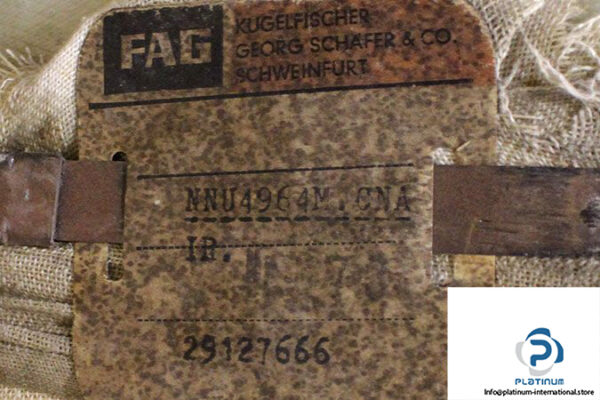 FAG
KUGELFISCHER
GEORG SCHÄFER & CO.
SCHWEINFURT
NNU4964M.CNA
IR.
29127666
PLATINUM
Info@platinum-international.store